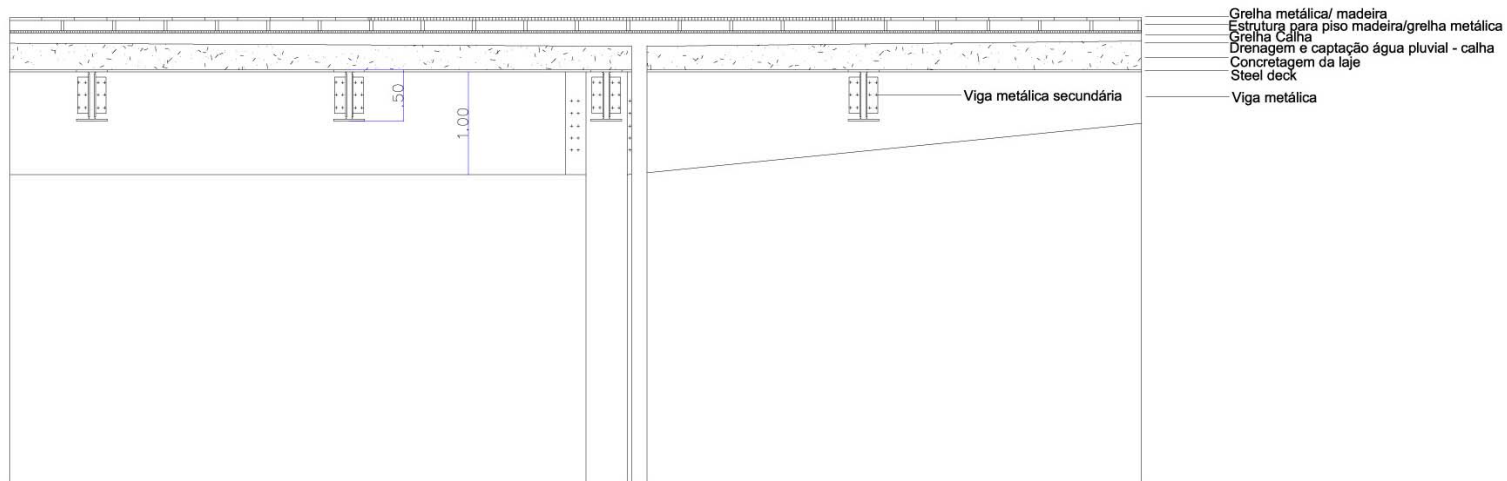 Grelha metálica/ madeira
Estrutura para piso madeira/grelha metálica
Grelha Calha
Drenagem e captação água pluvial - calha
Concretagem da laje
Steel deck
Viga metálica secundária
Viga metálica
.50
1.00